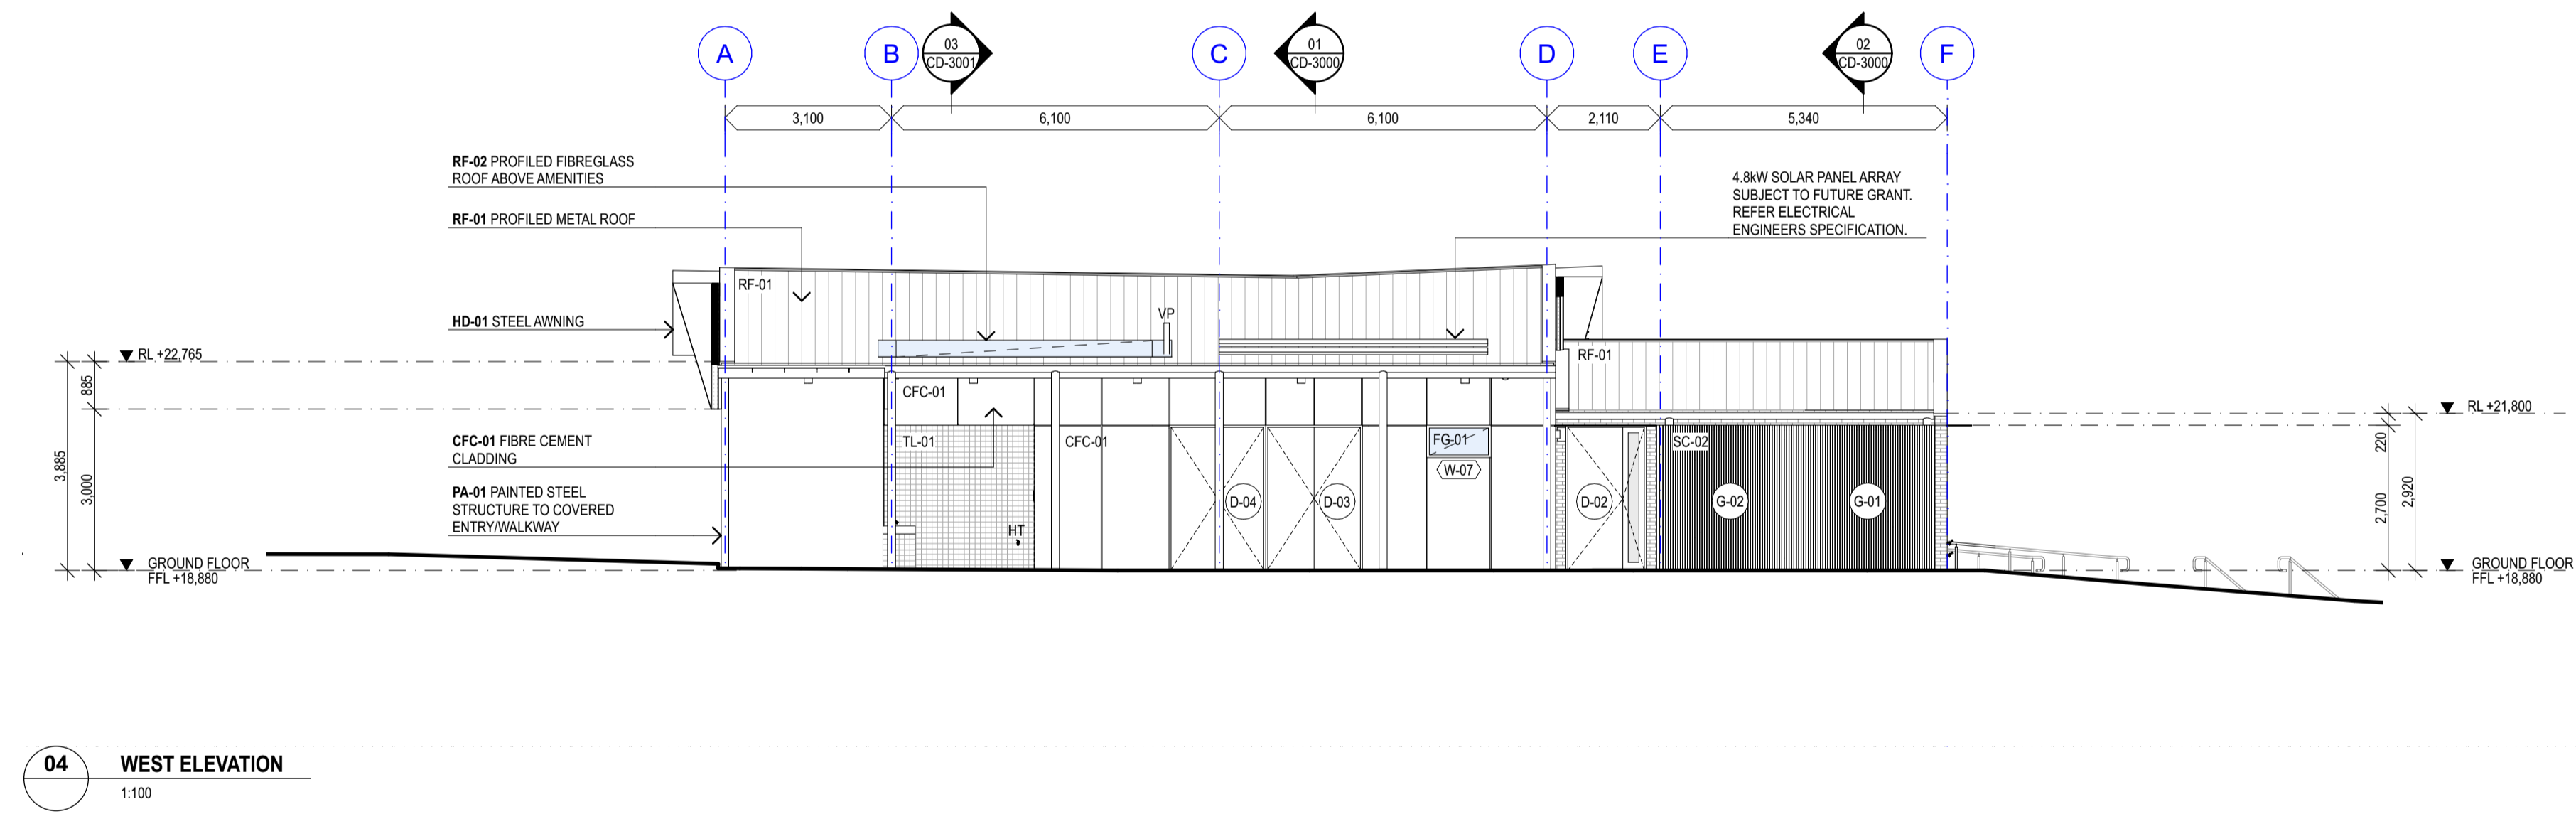 A
B
03
CD-3001
C
01
CD-3000
D
E
02
CD-3000
F
3,100
6,100
6,100
2,110
5,340
RF-02 PROFILED FIBREGLASS
ROOF ABOVE AMENITIES
RF-01 PROFILED METAL ROOF
4.8kW SOLAR PANEL ARRAY
SUBJECT TO FUTURE GRANT.
REFER ELECTRICAL
ENGINEERS SPECIFICATION.
RF-01
HD-01 STEEL AWNING
VP
RL +22,765
RF-01
885
CFC-01
RL +21,800
CFC-01 FIBRE CEMENT
CLADDING
TL-01
CFC-01
FG-01
SC-02
W-07
220
3,885
3,000
PA-01 PAINTED STEEL
STRUCTURE TO COVERED
ENTRY/WALKWAY
D-04
D-03
D-02
G-02
G-01
2,700
2,920
HT
GROUND FLOOR
FFL +18,880
GROUND FLOOR
FFL +18,880
04
WEST ELEVATION
1:100